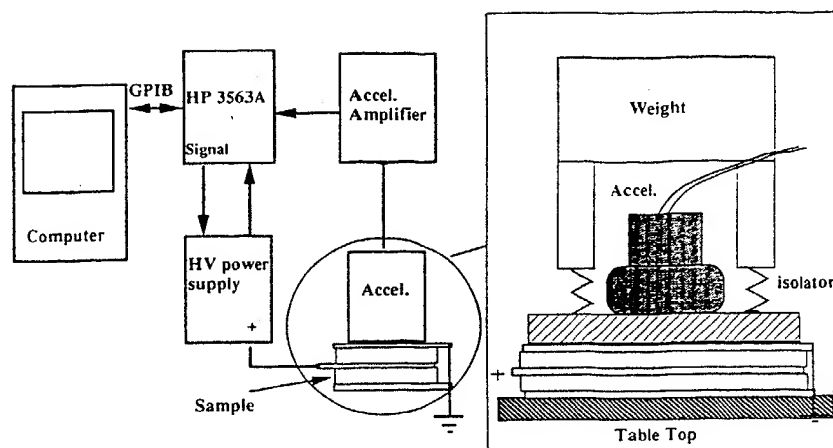 GPIB
HP 3563A
Signal
Accel.
Amplifier
Computer
HV power
supply
+
Accel.
Sample
Weight
Accel.
isolator
+
Table Top